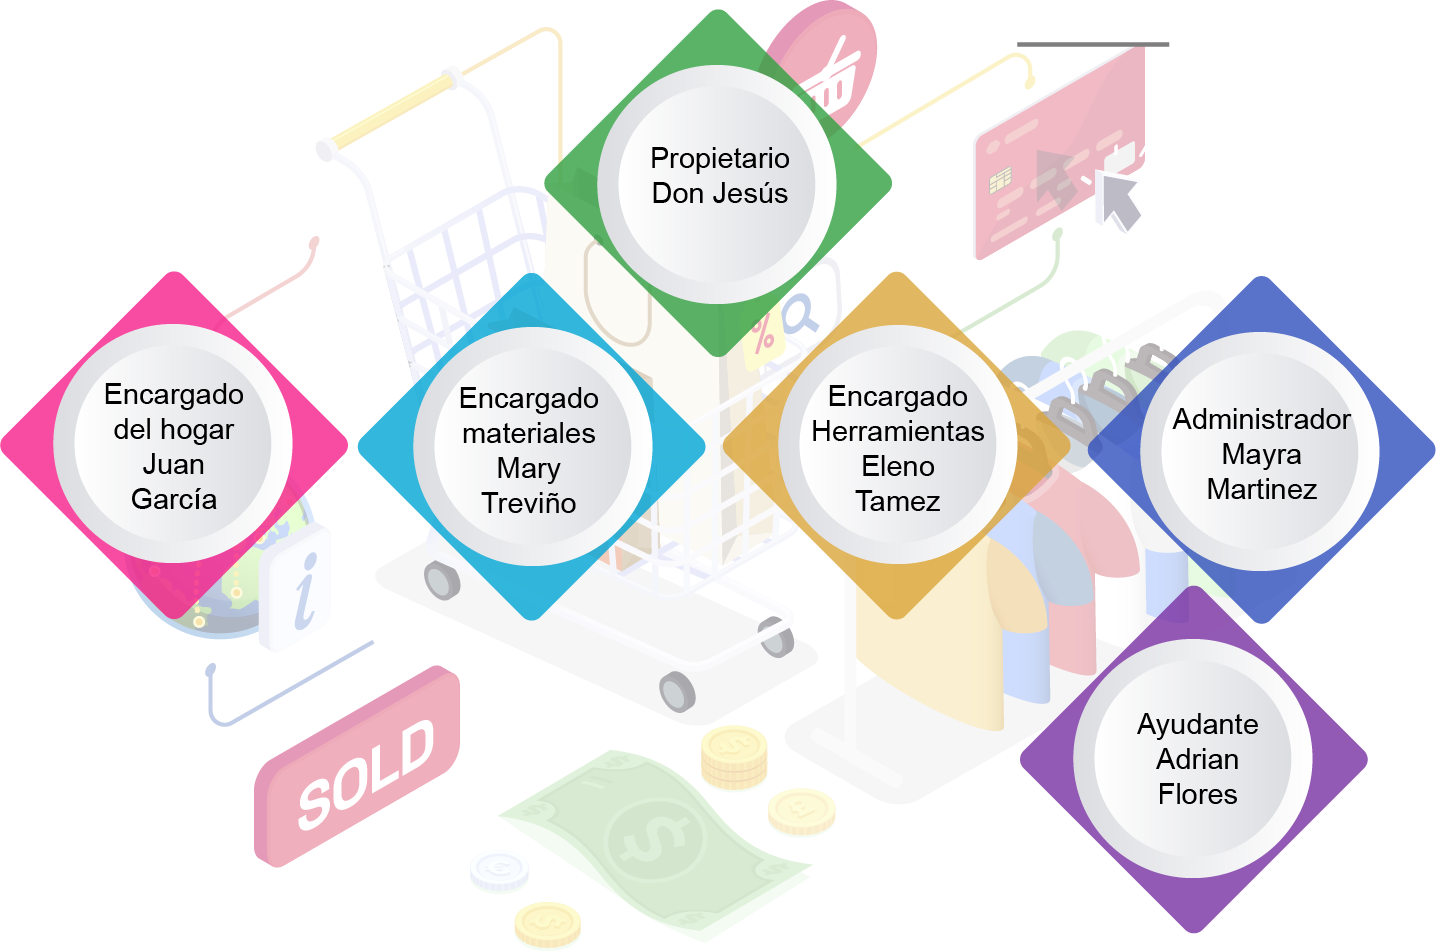 Propietario
Don Jesús
Encargado
del hogar
Juan
García
Encargado
materiales
Mary
Treviño
Encargado
Herramientas
Eleno
Tamez
Administrador
Mayra
Martinez
Ayudante
Adrian
Flores
%
i
SOLD
$